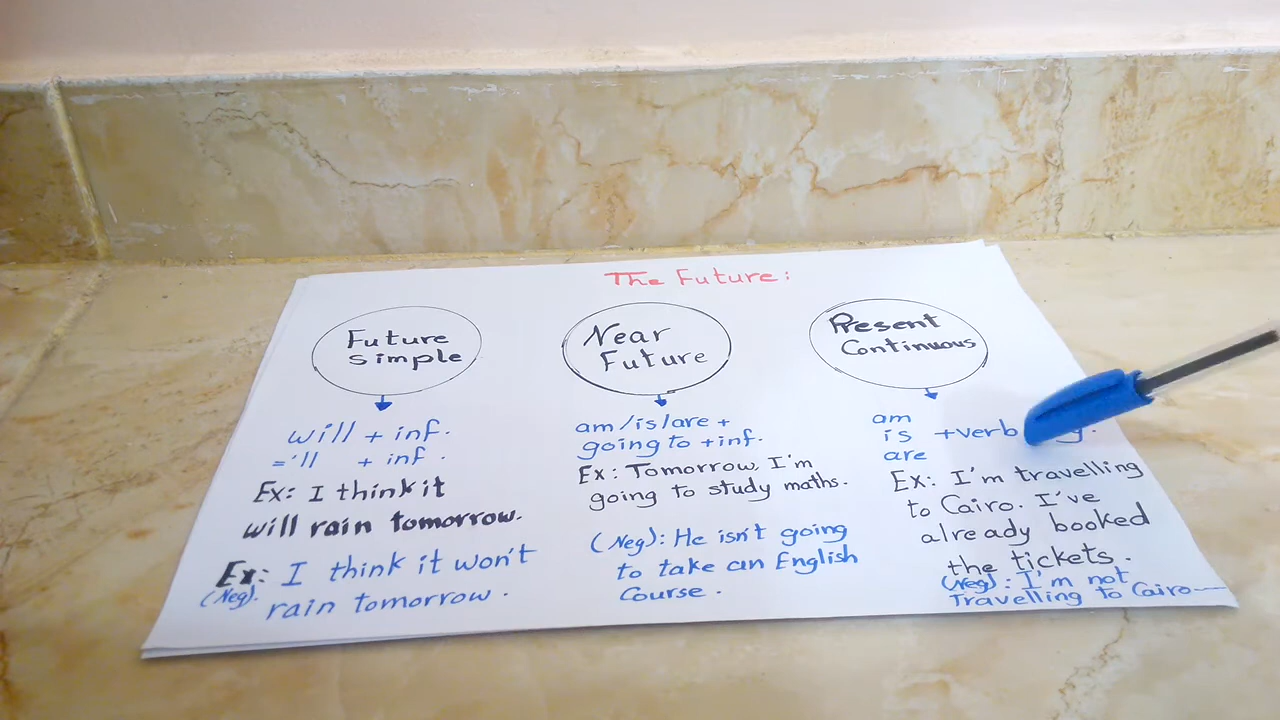 The Future:
Future
simple
will + inf.
='ll + inf.
Ex: I think it
will rain tomorrow.
Ex: I think it won't
(Neg).
rain tomorrow.
Near
Future
am/is/are +
going to +inf.
Ex: Tomorrow, I'm
going to study maths.
(Neg): He isn't going
to take an English
Course.
Present
Continuous
am
is +verb
are
Ex: I'm travelling
to Cairo. I've
already booked
the tickets.
(Neg): I'm not
Travelling to Cairo